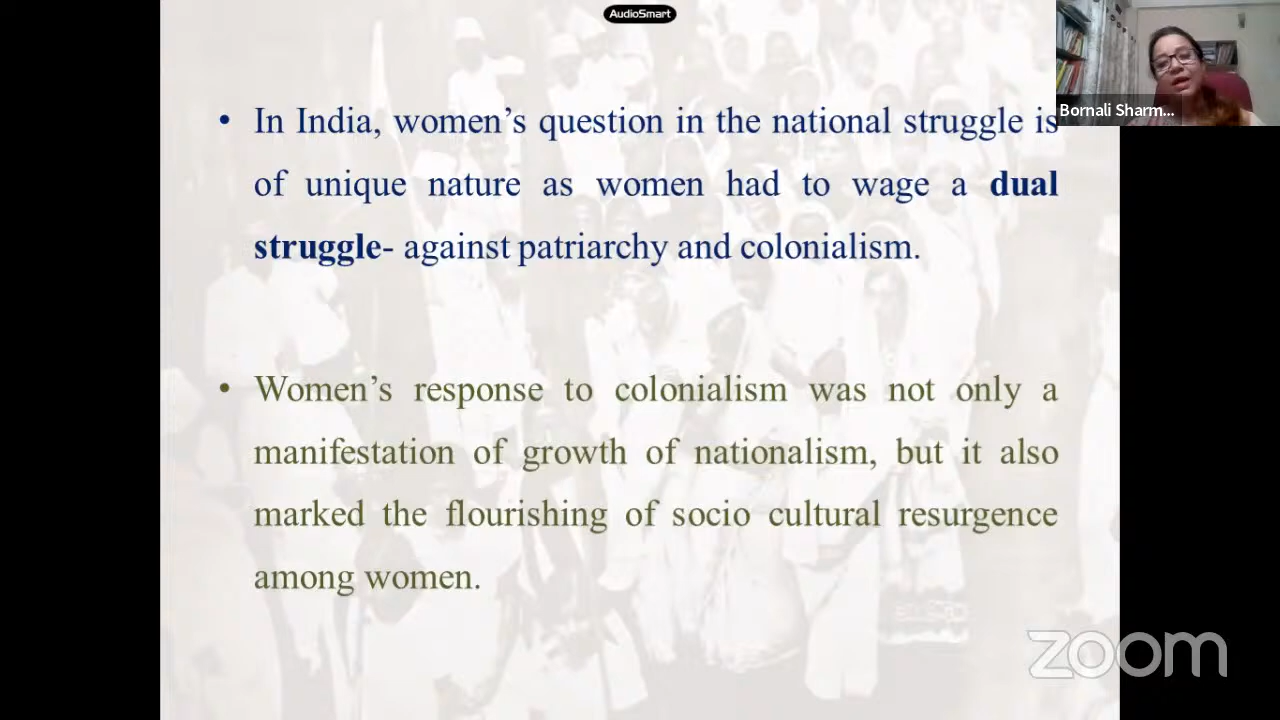 AudioSmart
Bornali Sharm...
• In India, women’s question in the national struggle is
of unique nature as women had to wage a dual
struggle- against patriarchy and colonialism.
• Women’s response to colonialism was not only a
manifestation of growth of nationalism, but it also
marked the flourishing of socio cultural resurgence
among women.
zoom